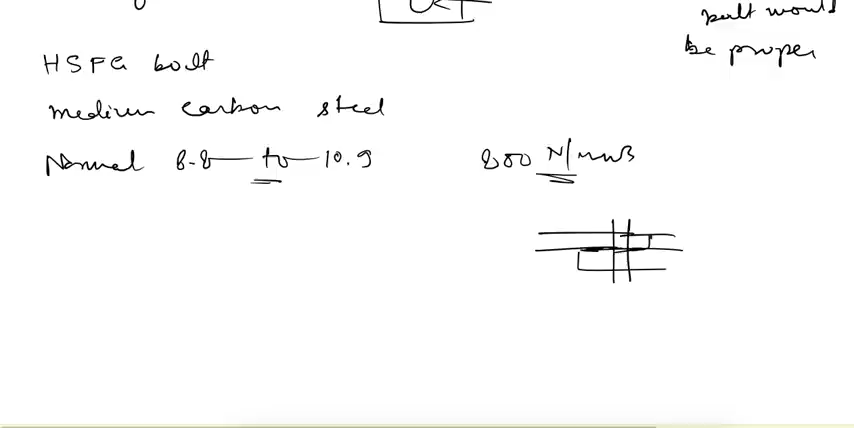 bolt would
be proper
HSFG bolt
medium carbon steel
Normal 8.8 — to — 10.9
800 N/mm2